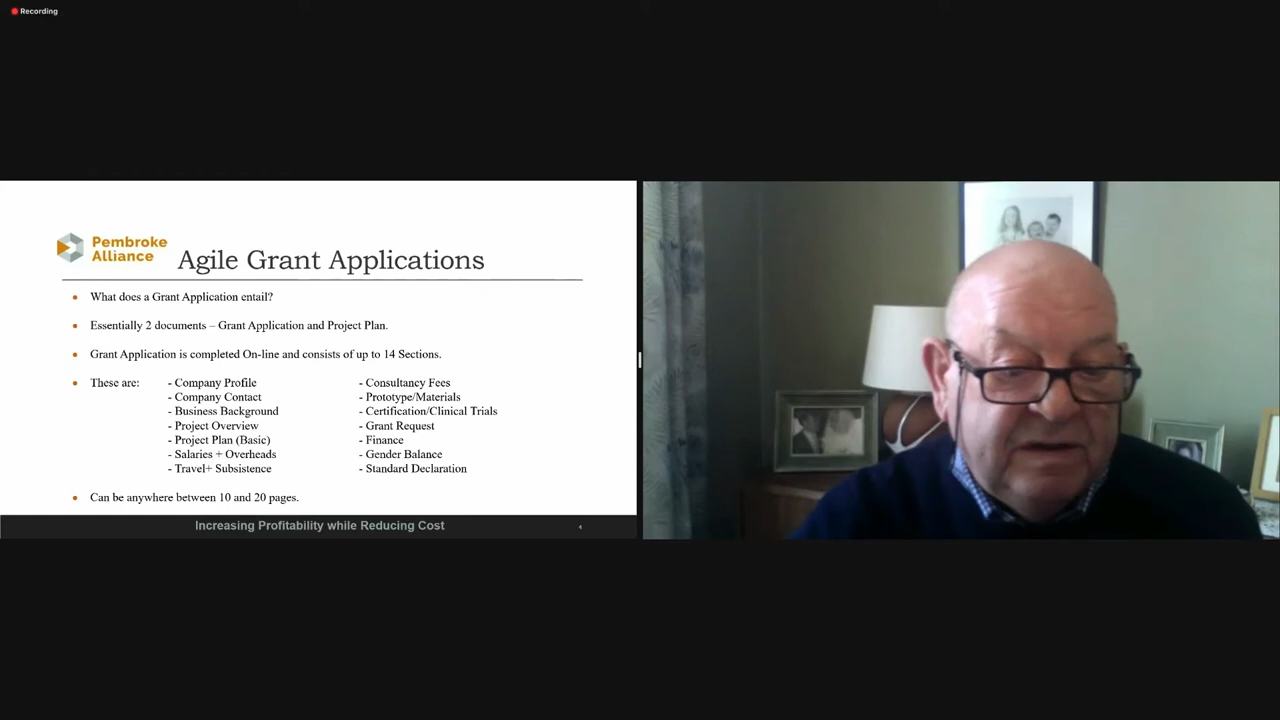 Recording
Pembroke
Alliance
Agile Grant Applications
• What does a Grant Application entail?
• Essentially 2 documents – Grant Application and Project Plan.
• Grant Application is completed On-line and consists of up to 14 Sections.
• These are: - Company Profile - Consultancy Fees
- Company Contact - Prototype/Materials
- Business Background - Certification/Clinical Trials
- Project Overview - Grant Request
- Project Plan (Basic) - Finance
- Salaries + Overheads - Gender Balance
- Travel+ Subsistence - Standard Declaration
• Can be anywhere between 10 and 20 pages.
Increasing Profitability while Reducing Cost 4